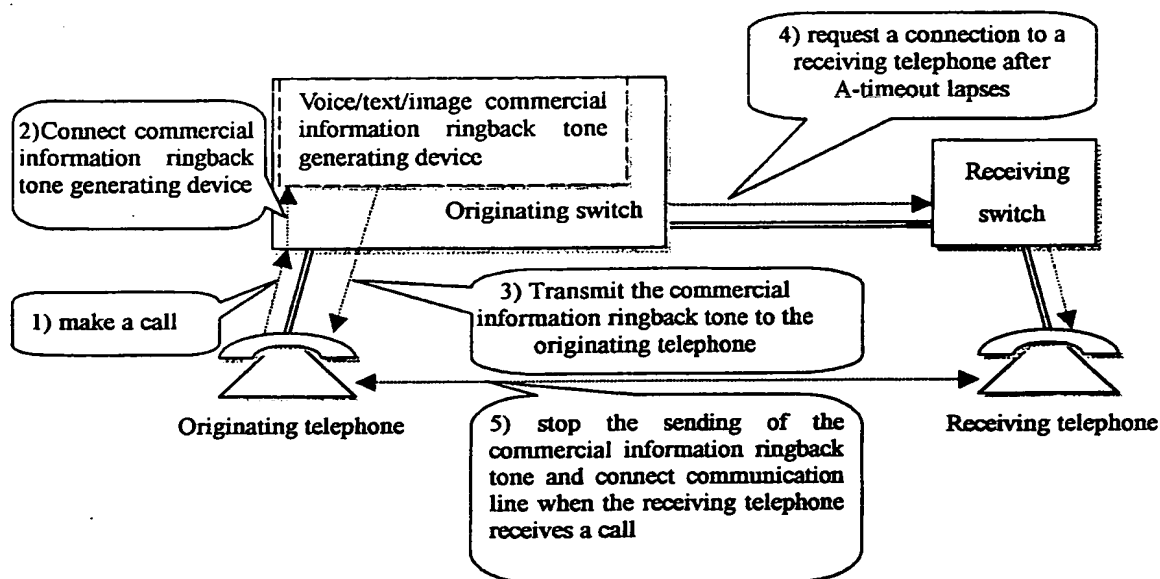 4) request a connection to a
receiving telephone after
A-timeout lapses
Voice/text/image commercial
information ringback tone
generating device
2)Connect commercial
information ringback
tone generating device
Originating switch
Receiving
switch
1) make a call
3) Transmit the commercial
information ringback tone to the
originating telephone
Originating telephone
Receiving telephone
5) stop the sending of the
commercial information ringback
tone and connect communication
line when the receiving telephone
receives a call